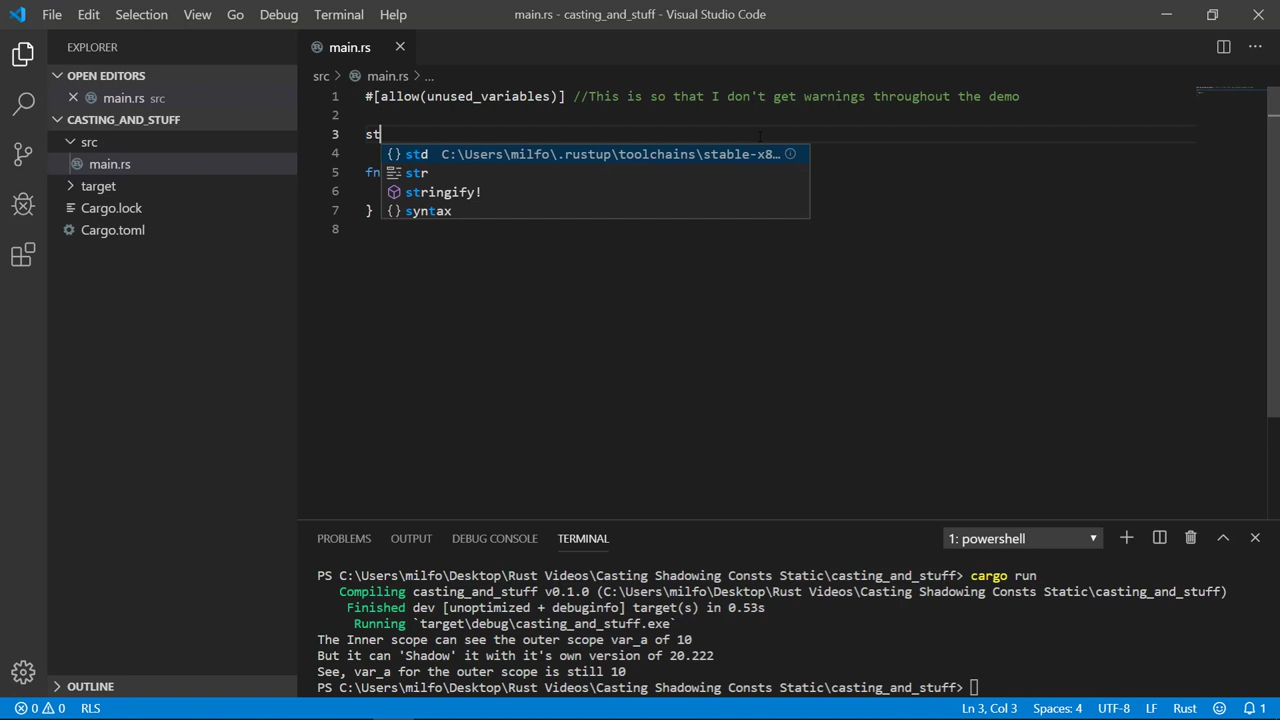 File Edit Selection View Go Debug Terminal Help
main.rs - casting_and_stuff - Visual Studio Code
EXPLORER
OPEN EDITORS
main.rs src
CASTING_AND_STUFF
src
main.rs
target
Cargo.lock
Cargo.toml
OUTLINE
main.rs
src > main.rs > ...
1 #[allow(unused_variables)] //This is so that I don't get warnings throughout the demo
2
3 st
4
5 fn
6
7 }
8
{} std C:\Users\milfo\.rustup\toolchains\stable-x8...
str
stringify!
{} syntax
PROBLEMS OUTPUT DEBUG CONSOLE TERMINAL
1: powershell
PS C:\Users\milfo\Desktop\Rust Videos\Casting Shadowing Consts Static\casting_and_stuff> cargo run
Compiling casting_and_stuff v0.1.0 (C:\Users\milfo\Desktop\Rust Videos\Casting Shadowing Consts Static\casting_and_stuff)
Finished dev [unoptimized + debuginfo] target(s) in 0.53s
Running `target\debug\casting_and_stuff.exe`
The Inner scope can see the outer scope var_a of 10
But it can 'Shadow' it with it's own version of 20.222
See, var_a for the outer scope is still 10
PS C:\Users\milfo\Desktop\Rust Videos\Casting Shadowing Consts Static\casting_and_stuff>
0 0 RLS
Ln 3, Col 3 Spaces: 4 UTF-8 LF Rust 1